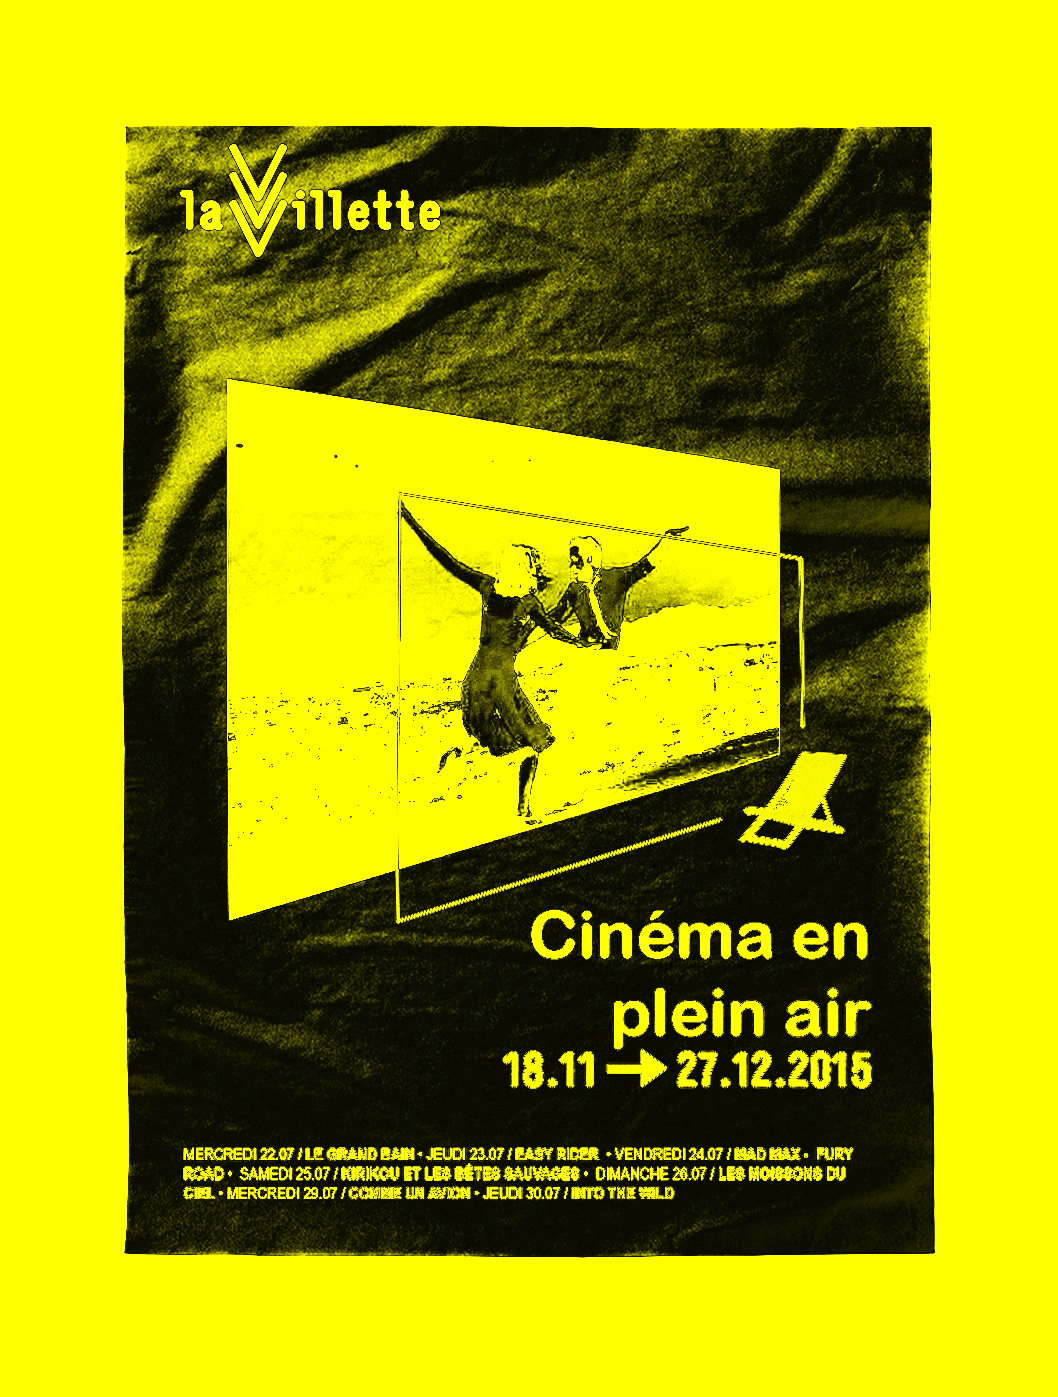 la Villette
Cinéma en
plein air
18.11 → 27.12.2015
MERCREDI 22.07 / LE GRAND BAIN • JEUDI 23.07 / EASY RIDER • VENDREDI 24.07 / MAD MAX • FURY
ROAD • SAMEDI 25.07 / KIRIKOU ET LES BÊTES SAUVAGES • DIMANCHE 26.07 / LES MOISSONS DU
CIEL • MERCREDI 29.07 / COMME UN AVION • JEUDI 30.07 / INTO THE WILD